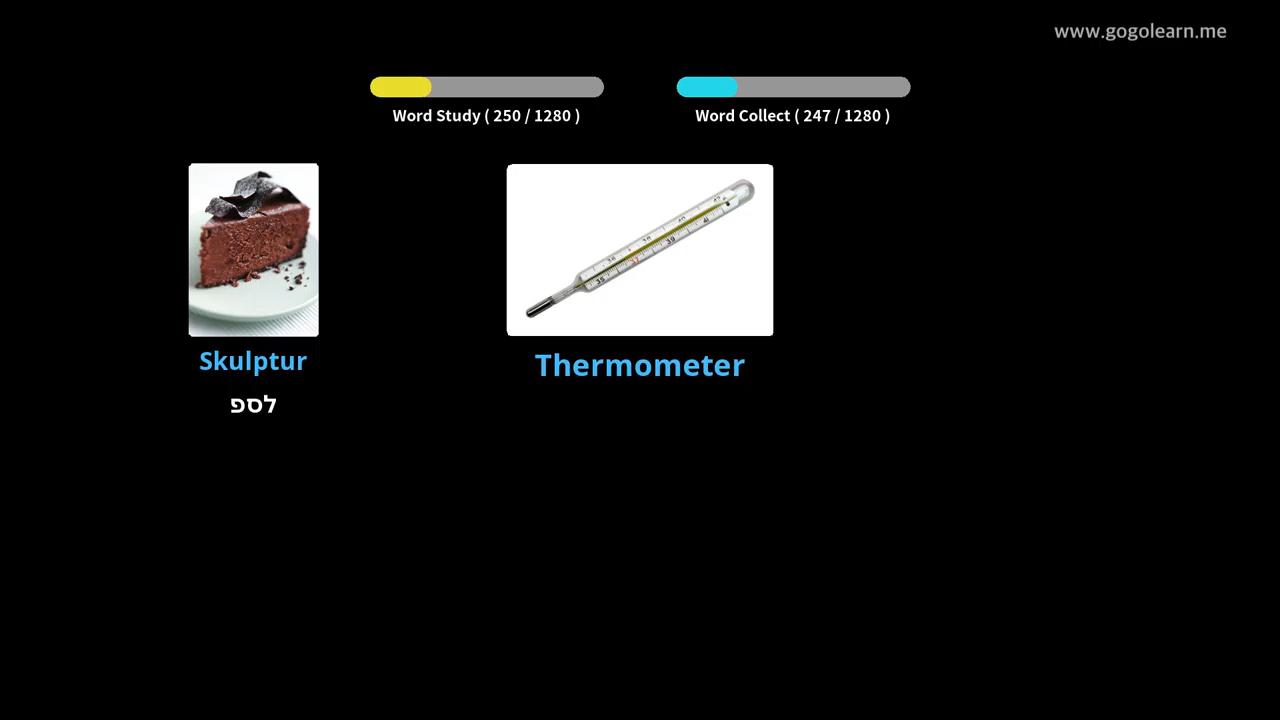 www.gogolearn.me
Word Study ( 250 / 1280 )
Word Collect ( 247 / 1280 )
Skulptur
לספ
Thermometer